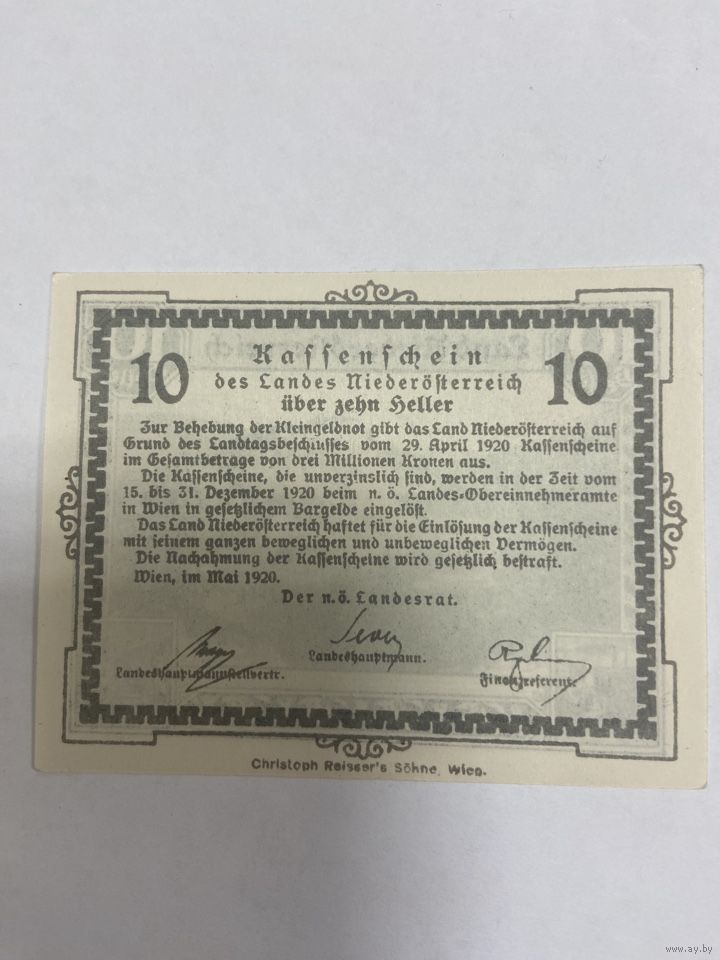 10 Kassenschein 10
des Landes Niederösterreich
über zehn Heller
Zur Behebung der Kleingeldnot gibt das Land Niederösterreich auf
Grund des Landtagsbeschlusses vom 29. April 1920 Kassenscheine
im Gesamtbetrage von drei Millionen Kronen aus.
Die Kassenscheine, die unverzinslich sind, werden in der Zeit vom
15. bis 31. Dezember 1920 beim n. ö. Landes-Obereinnehmeramte
in Wien in gesetzlichem Bargelde eingelöst.
Das Land Niederösterreich haftet für die Einlösung der Kassenscheine
mit seinem ganzen beweglichen und unbeweglichen Vermögen.
Die Nachahmung der Kassenscheine wird gesetzlich bestraft.
Wien, im Mai 1920.
Der n.ö. Landesrat.
Landeshauptmannstellvertr.
Landeshauptmann.
Finanzreferent.
Christoph Reisser's Söhne, Wien.
www.ay.by